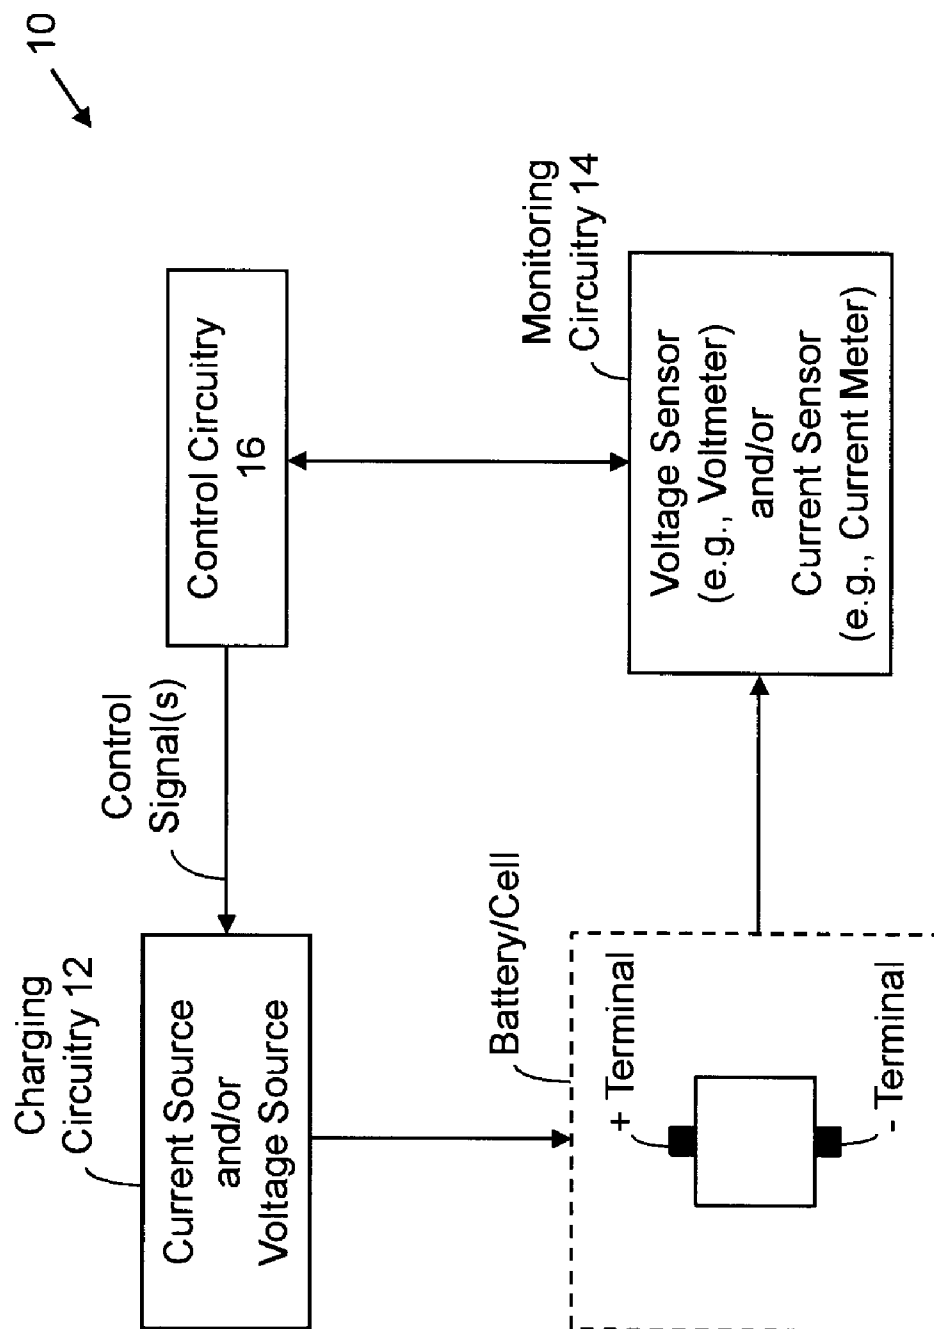 10
Charging
Circuitry 12
Current Source
and/or
Voltage Source
Control
Signal(s)
Control Circuitry
16
Battery/Cell
+ Terminal
- Terminal
Monitoring
Circuitry 14
Voltage Sensor
(e.g., Voltmeter)
and/or
Current Sensor
(e.g., Current Meter)